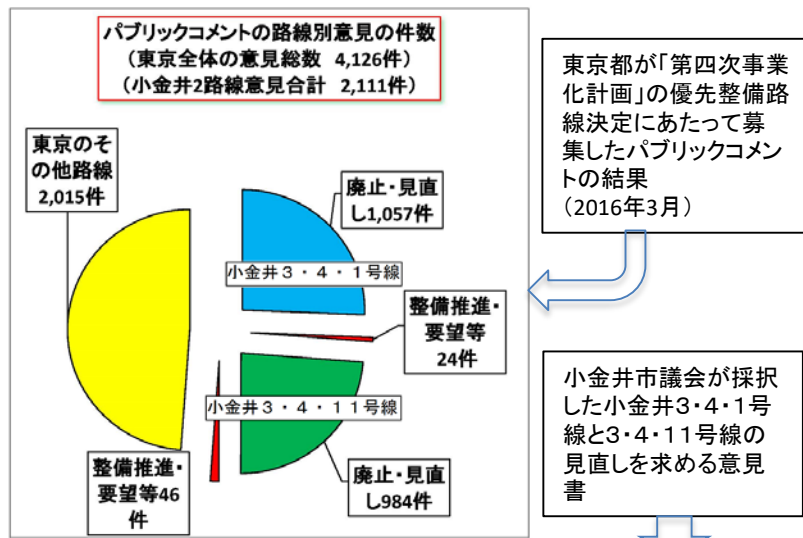 パブリックコメントの路線別意見の件数
（東京全体の意見総数 4,126件）
（小金井2路線意見合計 2,111件）
東京のそ
の他路線
2,015件
廃止・見直
し1,057件
小金井３・４・１号線
整備推進・
要望等
24件
小金井３・４・１１号線
整備推進・
要望等46
件
廃止・見直
し984件
東京都が「第四次事業
化計画」の優先整備路
線決定にあたって募
集したパブリックコメン
トの結果
（2016年3月）
小金井市議会が採択
した小金井3・4・1号
線と3・4・11号線の
見直しを求める意見
書